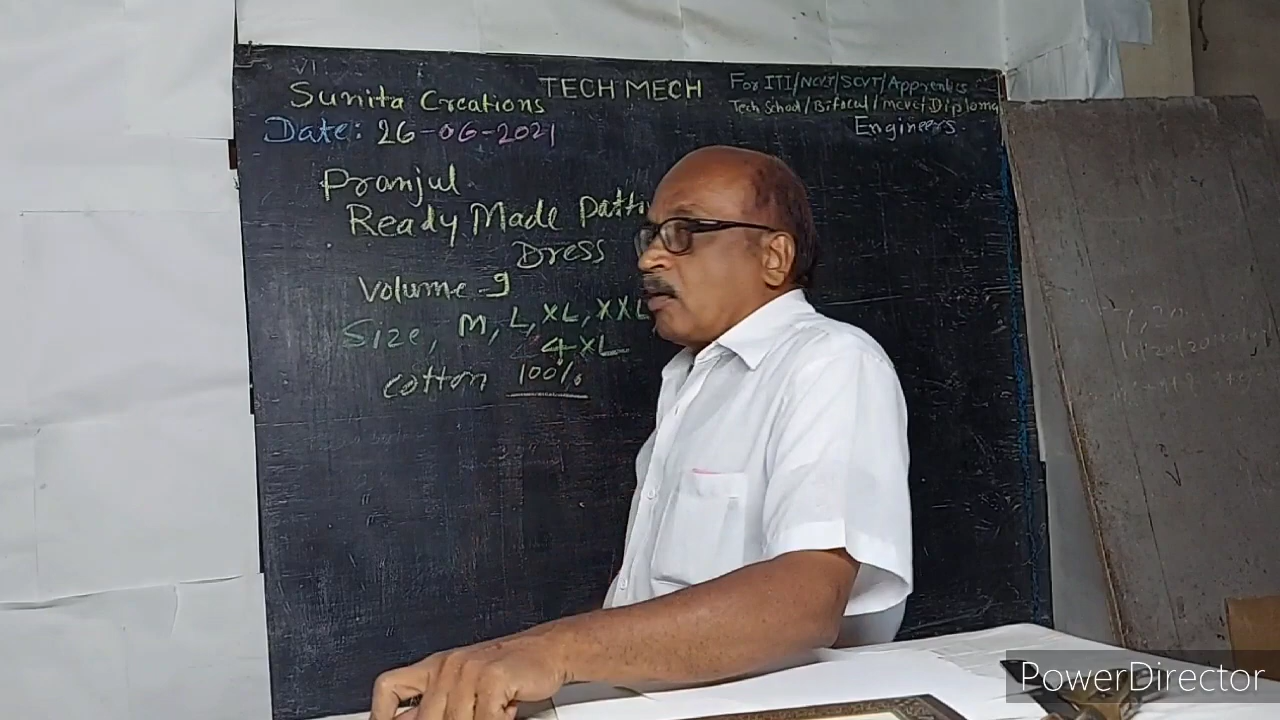 Sunita Creations
Date: 26-06-2021
TECH MECH
For ITI/NCVT/SCVT/Apprentics
Tech School/Bifocal/MCVC/Diploma
Engineers
Pranjul
Ready Made
Dress
Volume-9
Size, M, L, XL, XXL
4XL
Cotton 100%
PowerDirector